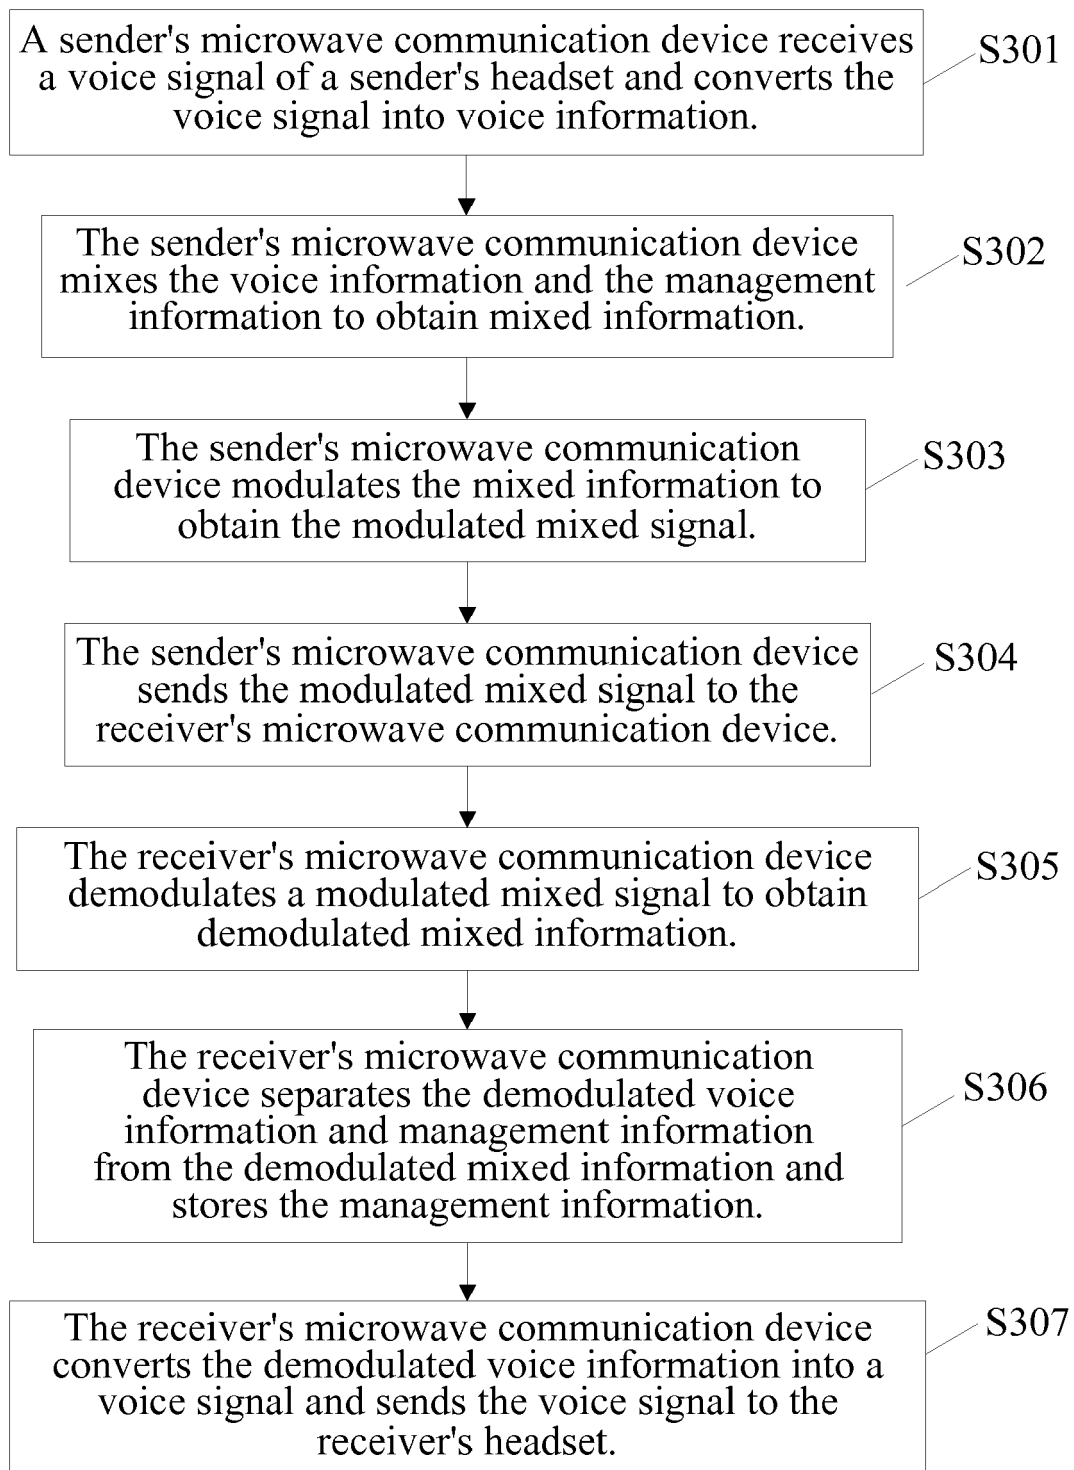 A sender's microwave communication device receives
a voice signal of a sender's headset and converts the
voice signal into voice information.
S301
The sender's microwave communication device
mixes the voice information and the management
information to obtain mixed information.
S302
The sender's microwave communication
device modulates the mixed information to
obtain the modulated mixed signal.
S303
The sender's microwave communication device
sends the modulated mixed signal to the
receiver's microwave communication device.
S304
The receiver's microwave communication device
demodulates a modulated mixed signal to obtain
demodulated mixed information.
S305
The receiver's microwave communication
device separates the demodulated voice
information and management information
from the demodulated mixed information and
stores the management information.
S306
The receiver's microwave communication device
converts the demodulated voice information into a
voice signal and sends the voice signal to the
receiver's headset.
S307